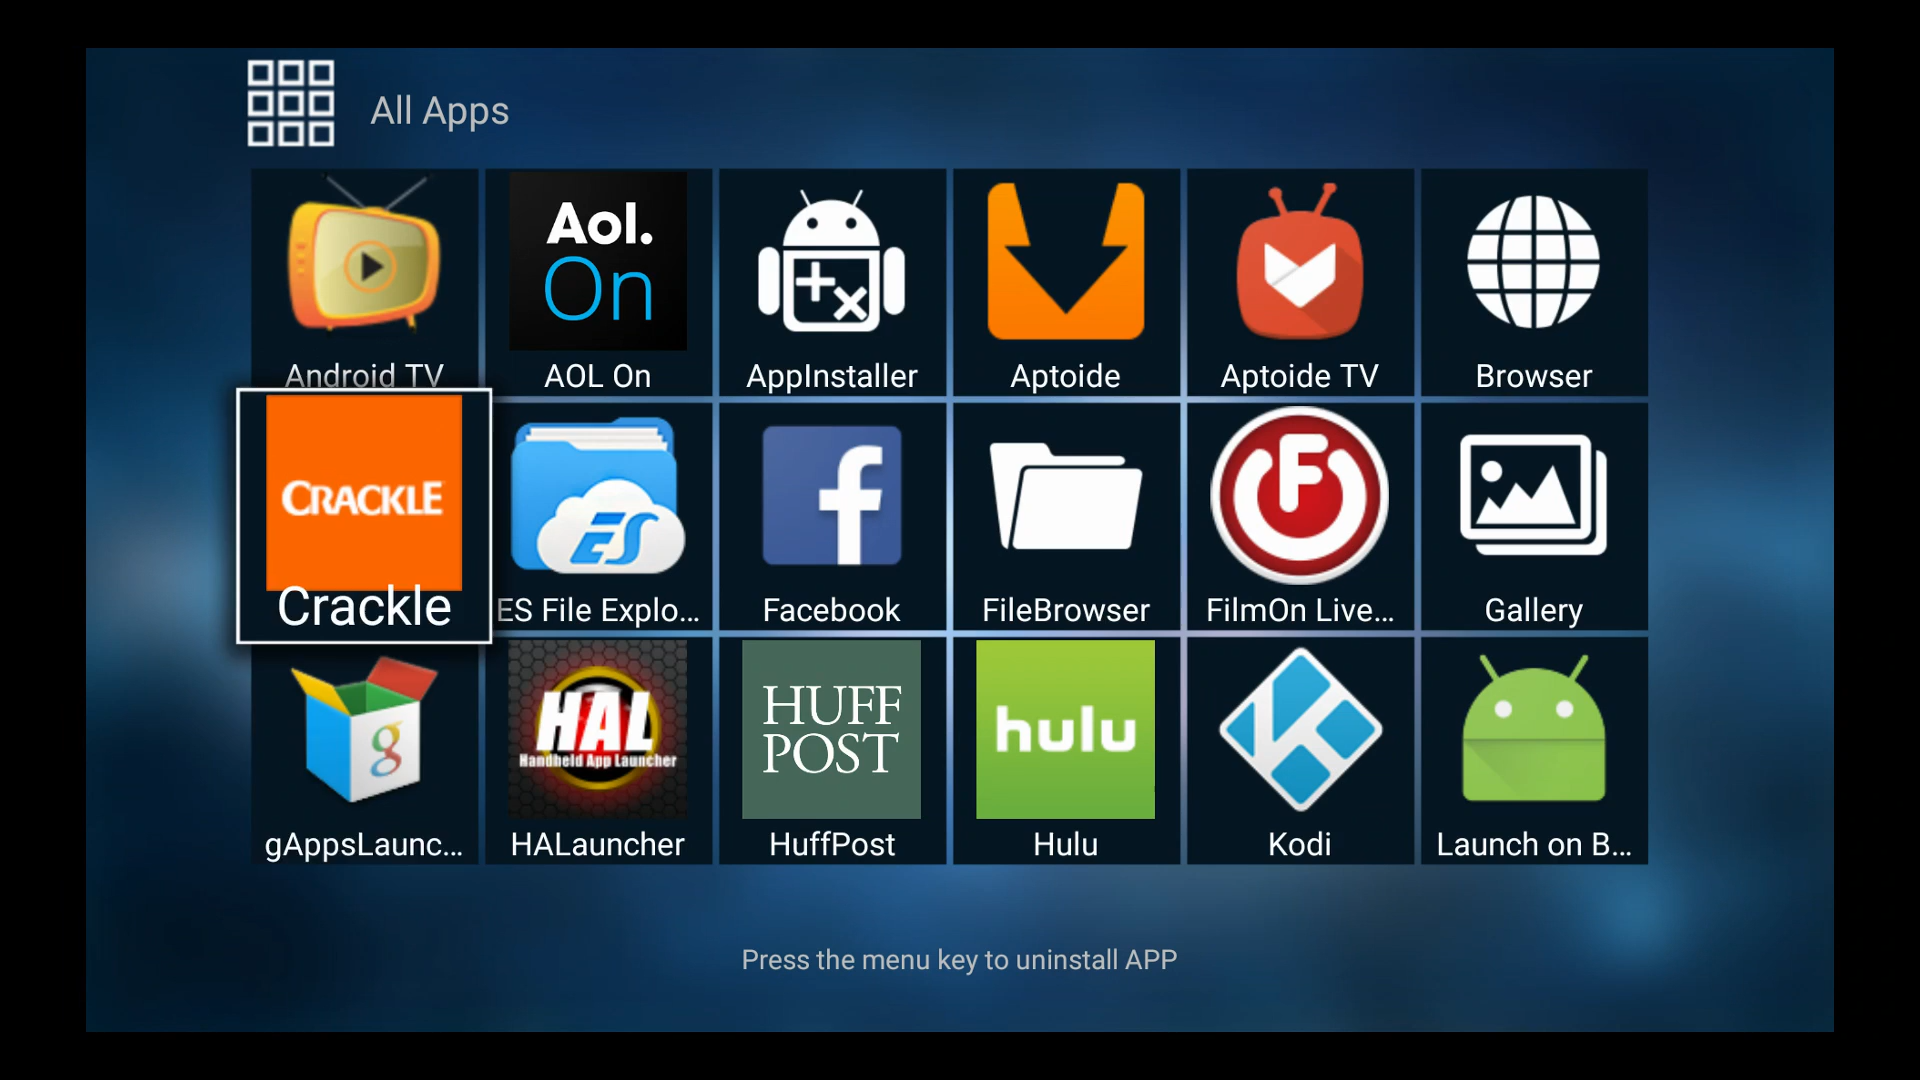 All Apps
Aol.
On
Android TV
AOL On
AppInstaller
Aptoide
Aptoide TV
Browser
CRACKLE
ES
f
F
Crackle
ES File Explo...
Facebook
FileBrowser
FilmOn Live...
Gallery
g
HAL
Handheld App Launcher
HUFF
POST
hulu
gAppsLaunc...
HALauncher
HuffPost
Hulu
Kodi
Launch on B...
Press the menu key to uninstall APP